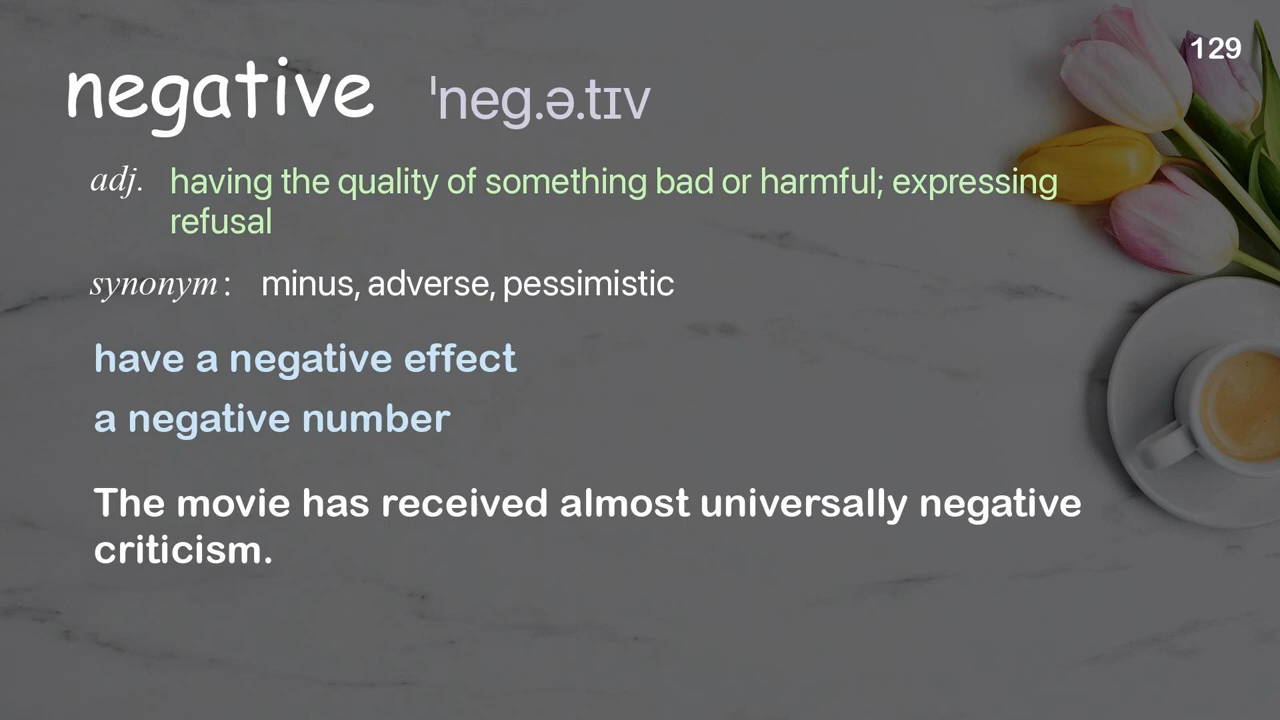 129
negative ˈneg.ə.tɪv
adj. having the quality of something bad or harmful; expressing
refusal
synonym : minus, adverse, pessimistic
have a negative effect
a negative number
The movie has received almost universally negative
criticism.